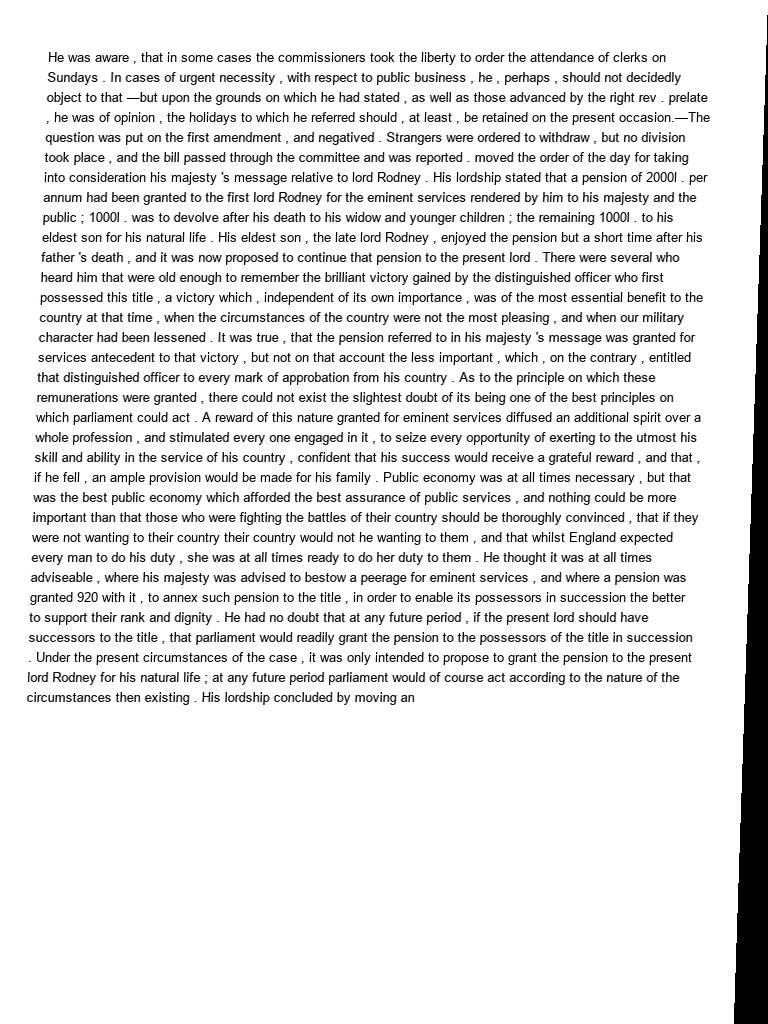 He was aware , that in some cases the commissioners took the liberty to order the attendance of clerks on
Sundays . In cases of urgent necessity , with respect to public business , he , perhaps , should not decidedly
object to that —but upon the grounds on which he had stated , as well as those advanced by the right rev . prelate
, he was of opinion , the holidays to which he referred should , at least , be retained on the present occasion.—The
question was put on the first amendment , and negatived . Strangers were ordered to withdraw , but no division
took place , and the bill passed through the committee and was reported . moved the order of the day for taking
into consideration his majesty 's message relative to lord Rodney . His lordship stated that a pension of 2000l . per
annum had been granted to the first lord Rodney for the eminent services rendered by him to his majesty and the
public ; 1000l . was to devolve after his death to his widow and younger children ; the remaining 1000l . to his
eldest son for his natural life . His eldest son , the late lord Rodney , enjoyed the pension but a short time after his
father 's death , and it was now proposed to continue that pension to the present lord . There were several who
heard him that were old enough to remember the brilliant victory gained by the distinguished officer who first
possessed this title , a victory which , independent of its own importance , was of the most essential benefit to the
country at that time , when the circumstances of the country were not the most pleasing , and when our military
character had been lessened . It was true , that the pension referred to in his majesty 's message was granted for
services antecedent to that victory , but not on that account the less important , which , on the contrary , entitled
that distinguished officer to every mark of approbation from his country . As to the principle on which these
remunerations were granted , there could not exist the slightest doubt of its being one of the best principles on
which parliament could act . A reward of this nature granted for eminent services diffused an additional spirit over a
whole profession , and stimulated every one engaged in it , to seize every opportunity of exerting to the utmost his
skill and ability in the service of his country , confident that his success would receive a grateful reward , and that ,
if he fell , an ample provision would be made for his family . Public economy was at all times necessary , but that
was the best public economy which afforded the best assurance of public services , and nothing could be more
important than that those who were fighting the battles of their country should be thoroughly convinced , that if they
were not wanting to their country their country would not he wanting to them , and that whilst England expected
every man to do his duty , she was at all times ready to do her duty to them . He thought it was at all times
adviseable , where his majesty was advised to bestow a peerage for eminent services , and where a pension was
granted 920 with it , to annex such pension to the title , in order to enable its possessors in succession the better
to support their rank and dignity . He had no doubt that at any future period , if the present lord should have
successors to the title , that parliament would readily grant the pension to the possessors of the title in succession
. Under the present circumstances of the case , it was only intended to propose to grant the pension to the present
lord Rodney for his natural life ; at any future period parliament would of course act according to the nature of the
circumstances then existing . His lordship concluded by moving an